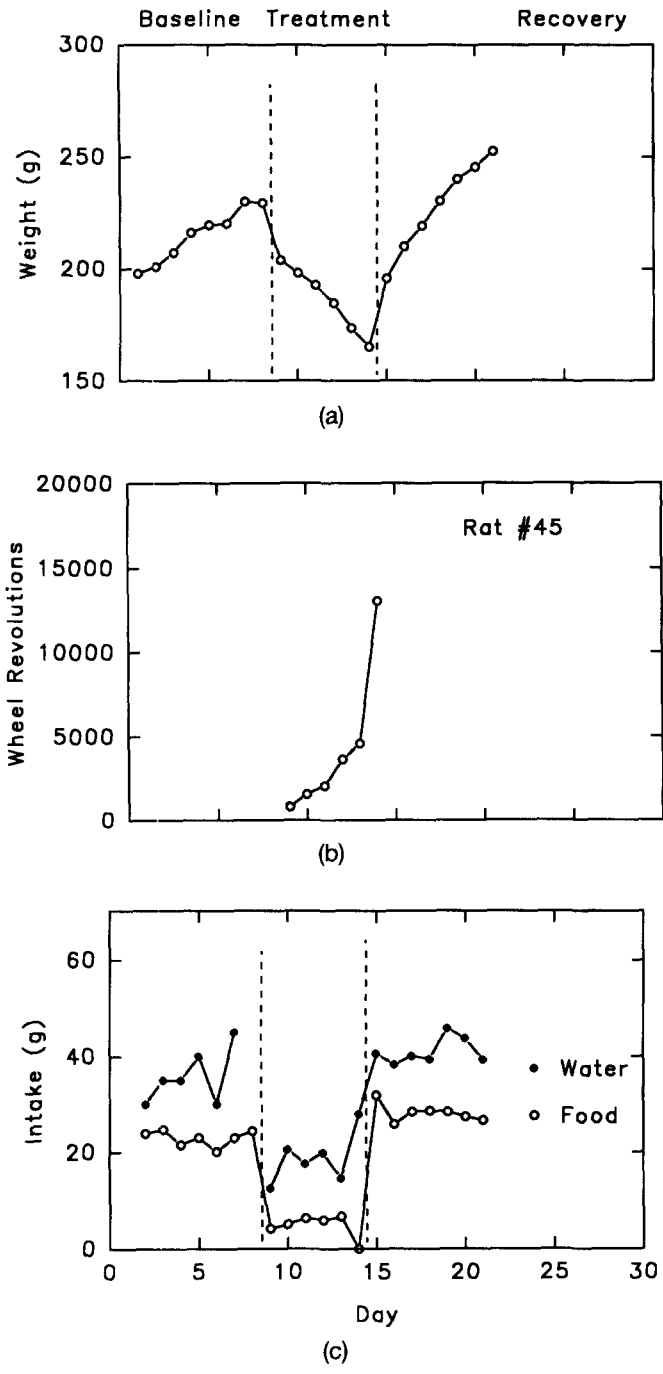 Baseline Treatment Recovery
300
250
200
150
Weight (g)
(a)
20000
15000
10000
5000
0
Wheel Revolutions
Rat #45
(b)
60
40
20
0
Intake (g)
Water
Food
0 5 10 15 20 25 30
Day
(c)